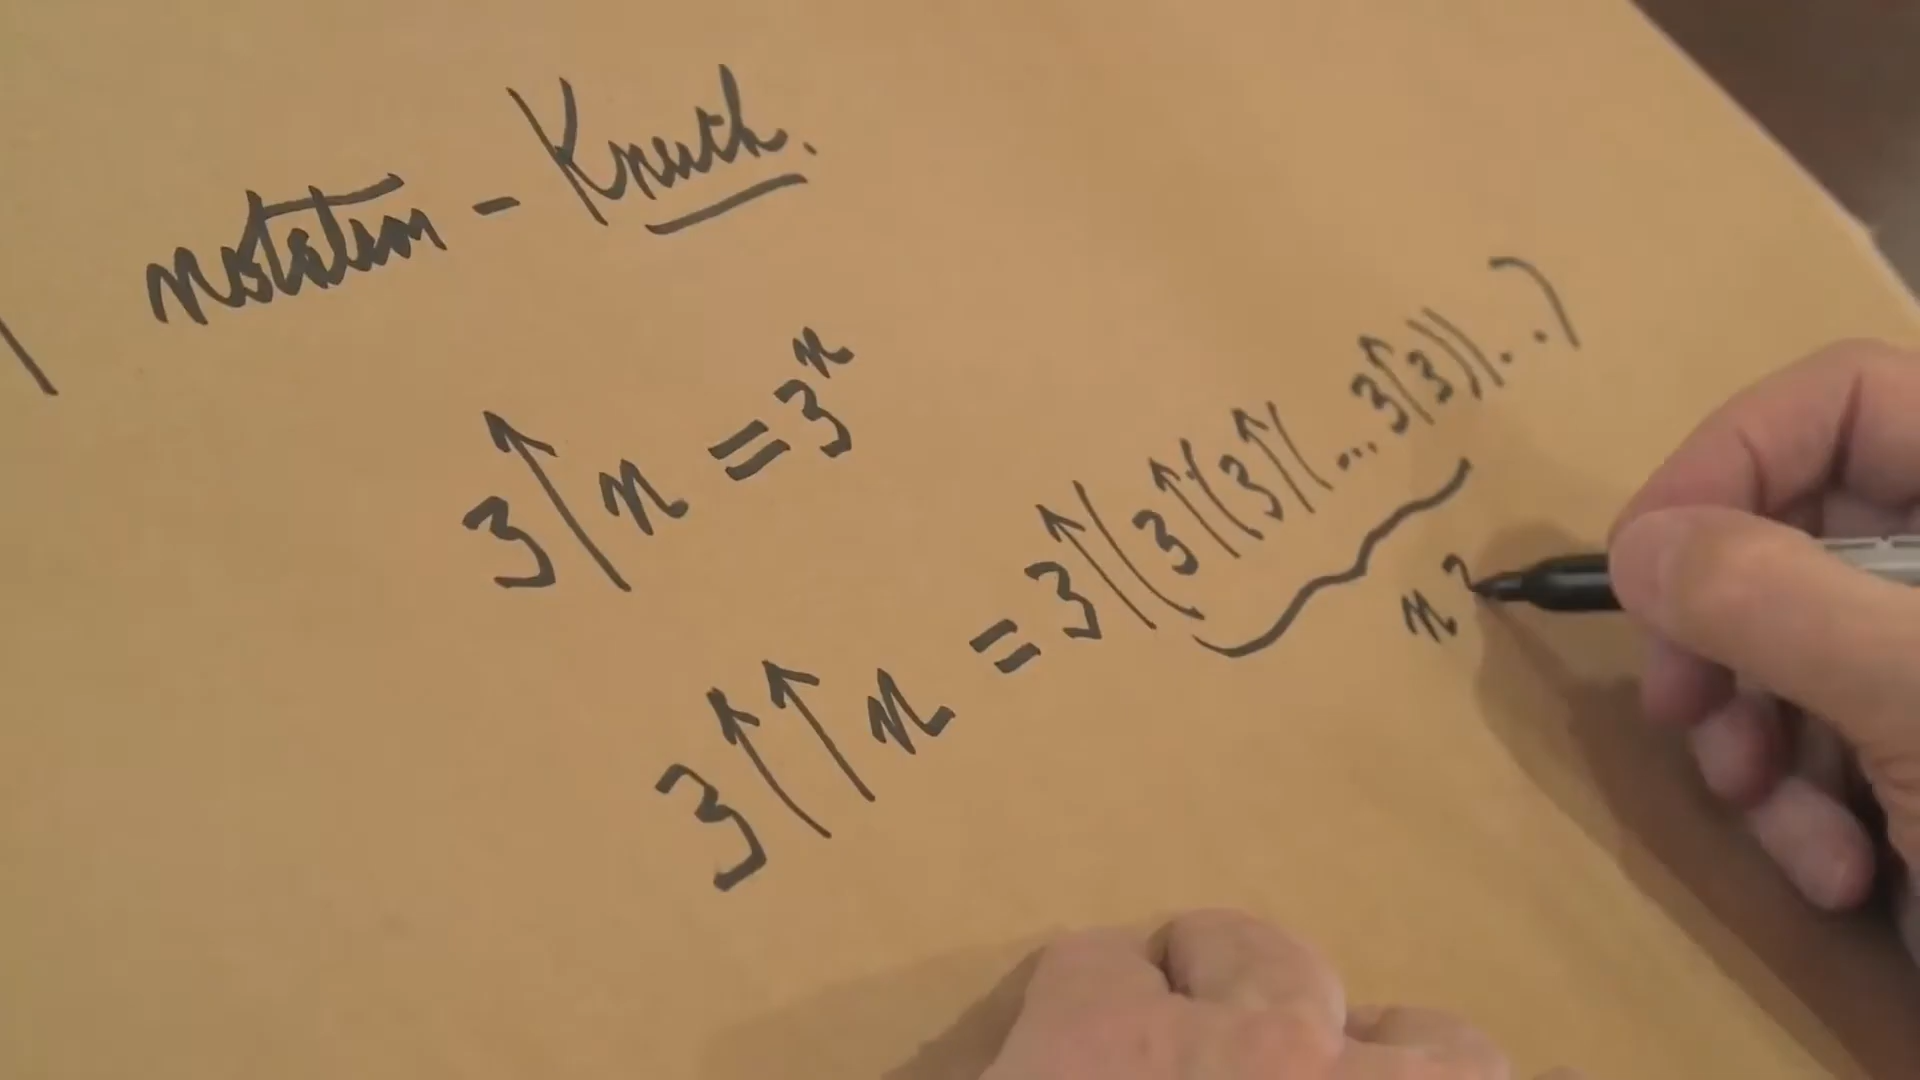 notation - Knuth.
3↑n = 3ⁿ
3↑↑n = 3↑(3↑(3↑(...3↑3))...)
n